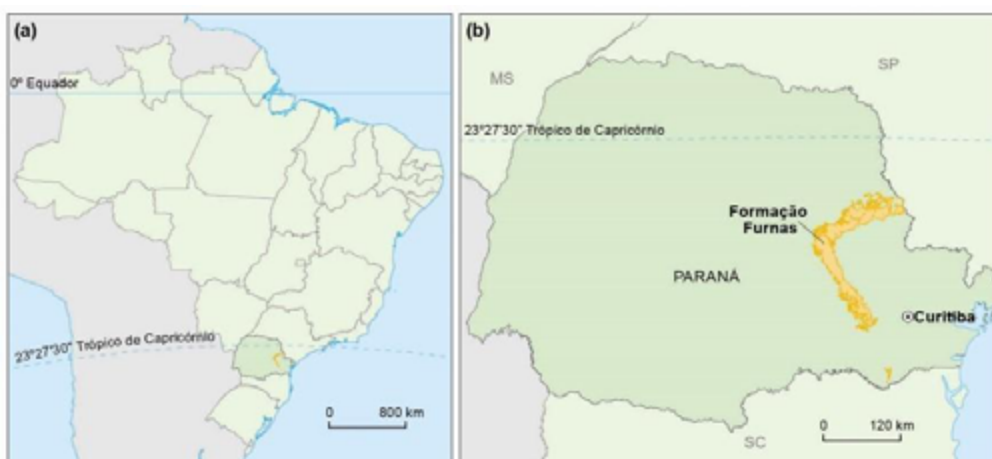 (a)
0º Equador
23°27'30" Trópico de Capricórnio
0 800 km
(b)
MS
SP
23°27'30" Trópico de Capricórnio
Formação
Furnas
PARANÁ
Curitiba
SC
0 120 km